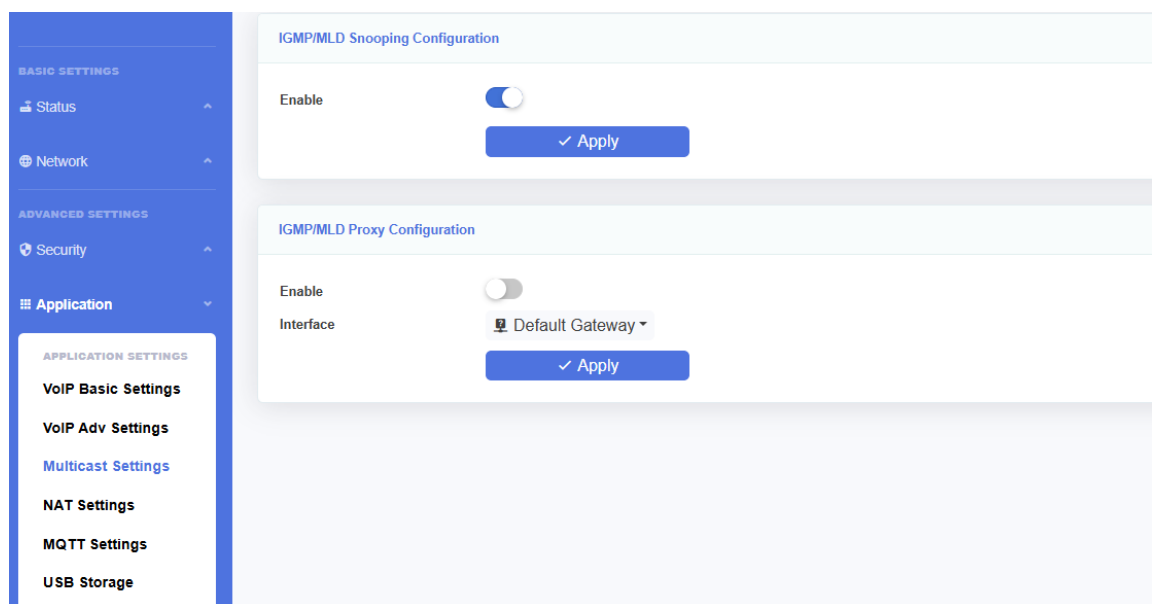 BASIC SETTINGS
Status
Network
ADVANCED SETTINGS
Security
Application
APPLICATION SETTINGS
VoIP Basic Settings
VoIP Adv Settings
Multicast Settings
NAT Settings
MQTT Settings
USB Storage
IGMP/MLD Snooping Configuration
Enable
Apply
IGMP/MLD Proxy Configuration
Enable
Interface
Default Gateway
Apply